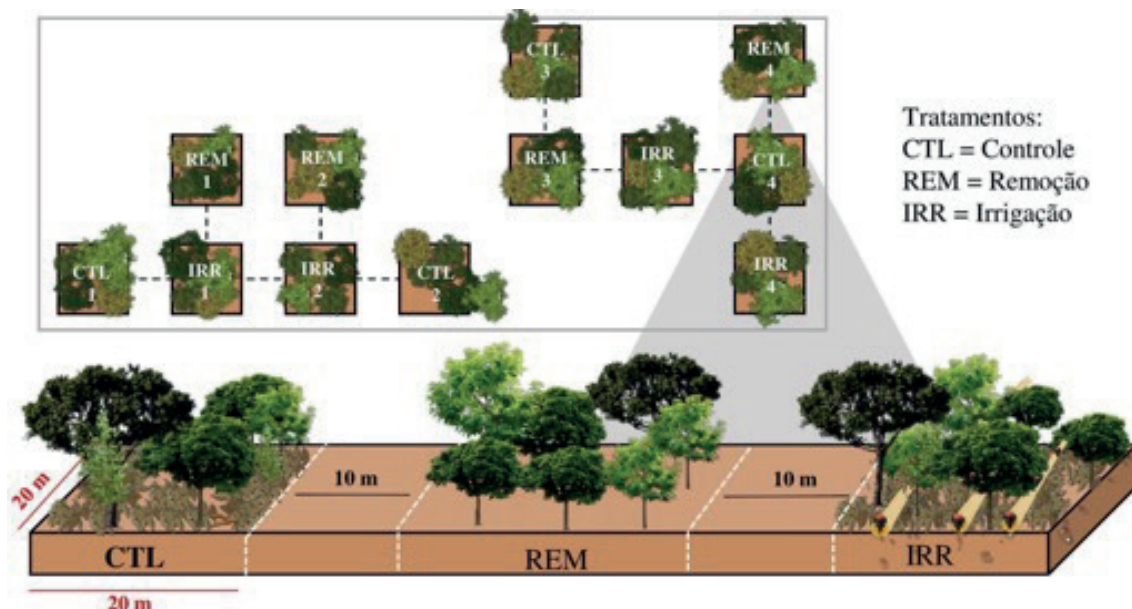 CTL
3
REM
4
Tratamentos:
CTL = Controle
REM = Remoção
IRR = Irrigação
REM
1
REM
2
REM
3
IRR
3
CTL
4
CTL
1
IRR
1
IRR
2
CTL
2
IRR
4
20 m
10 m
10 m
CTL
REM
IRR
20 m